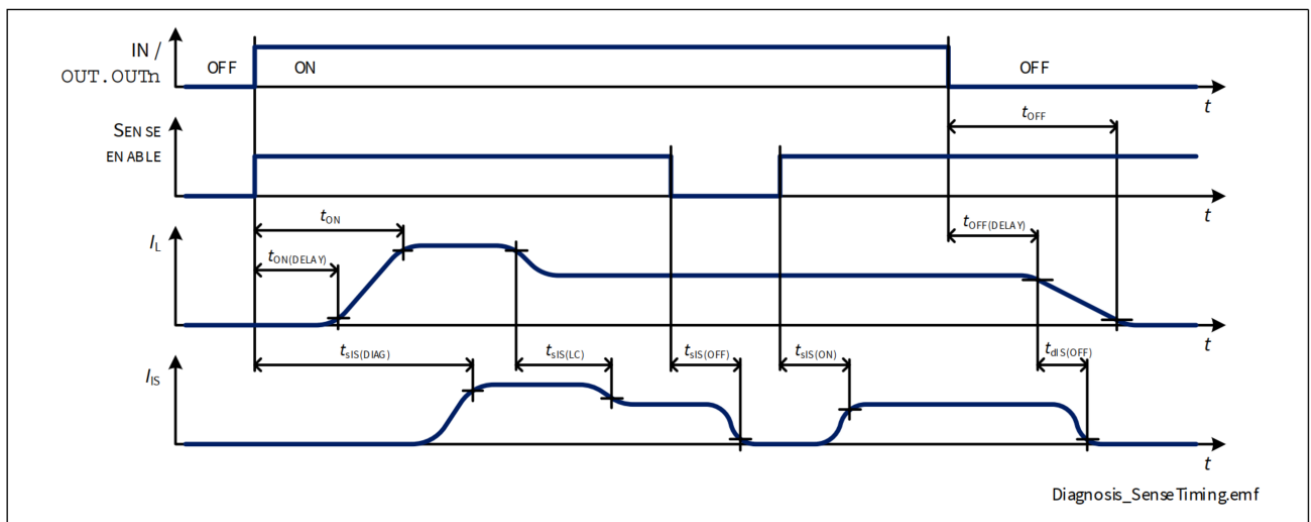 IN /
OUT.OUTn
OFF
ON
OFF
t
tOFF
SENSE
ENABLE
t
tON
tOFF(DELAY)
IL
tON(DELAY)
t
tsIS(DIAG)
tsIS(LC)
tsIS(OFF)
tsIS(ON)
tdIS(OFF)
IIS
t
Diagnosis_SenseTiming.emf